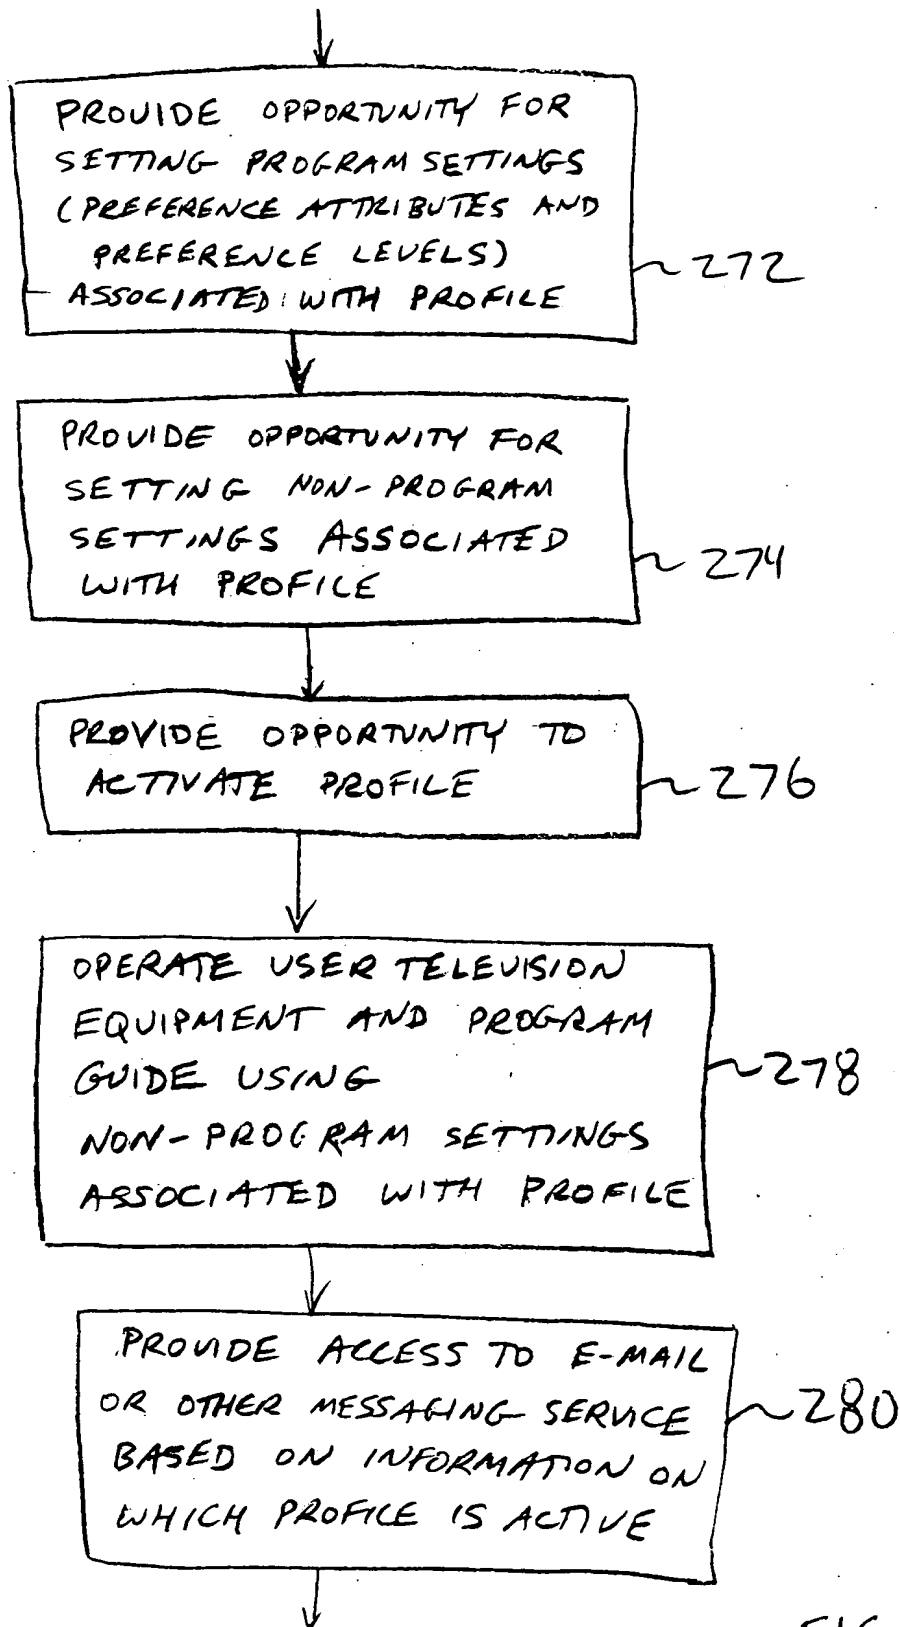 PROVIDE OPPORTUNITY FOR
SETTING PROGRAM SETTINGS
(PREFERENCE ATTRIBUTES AND
PREFERENCE LEVELS)
ASSOCIATED WITH PROFILE
272
PROVIDE OPPORTUNITY FOR
SETTING NON-PROGRAM
SETTINGS ASSOCIATED
WITH PROFILE
274
PROVIDE OPPORTUNITY TO
ACTIVATE PROFILE
276
OPERATE USER TELEVISION
EQUIPMENT AND PROGRAM
GUIDE USING
NON-PROGRAM SETTINGS
ASSOCIATED WITH PROFILE
278
PROVIDE ACCESS TO E-MAIL
OR OTHER MESSAGING SERVICE
BASED ON INFORMATION ON
WHICH PROFILE IS ACTIVE
280